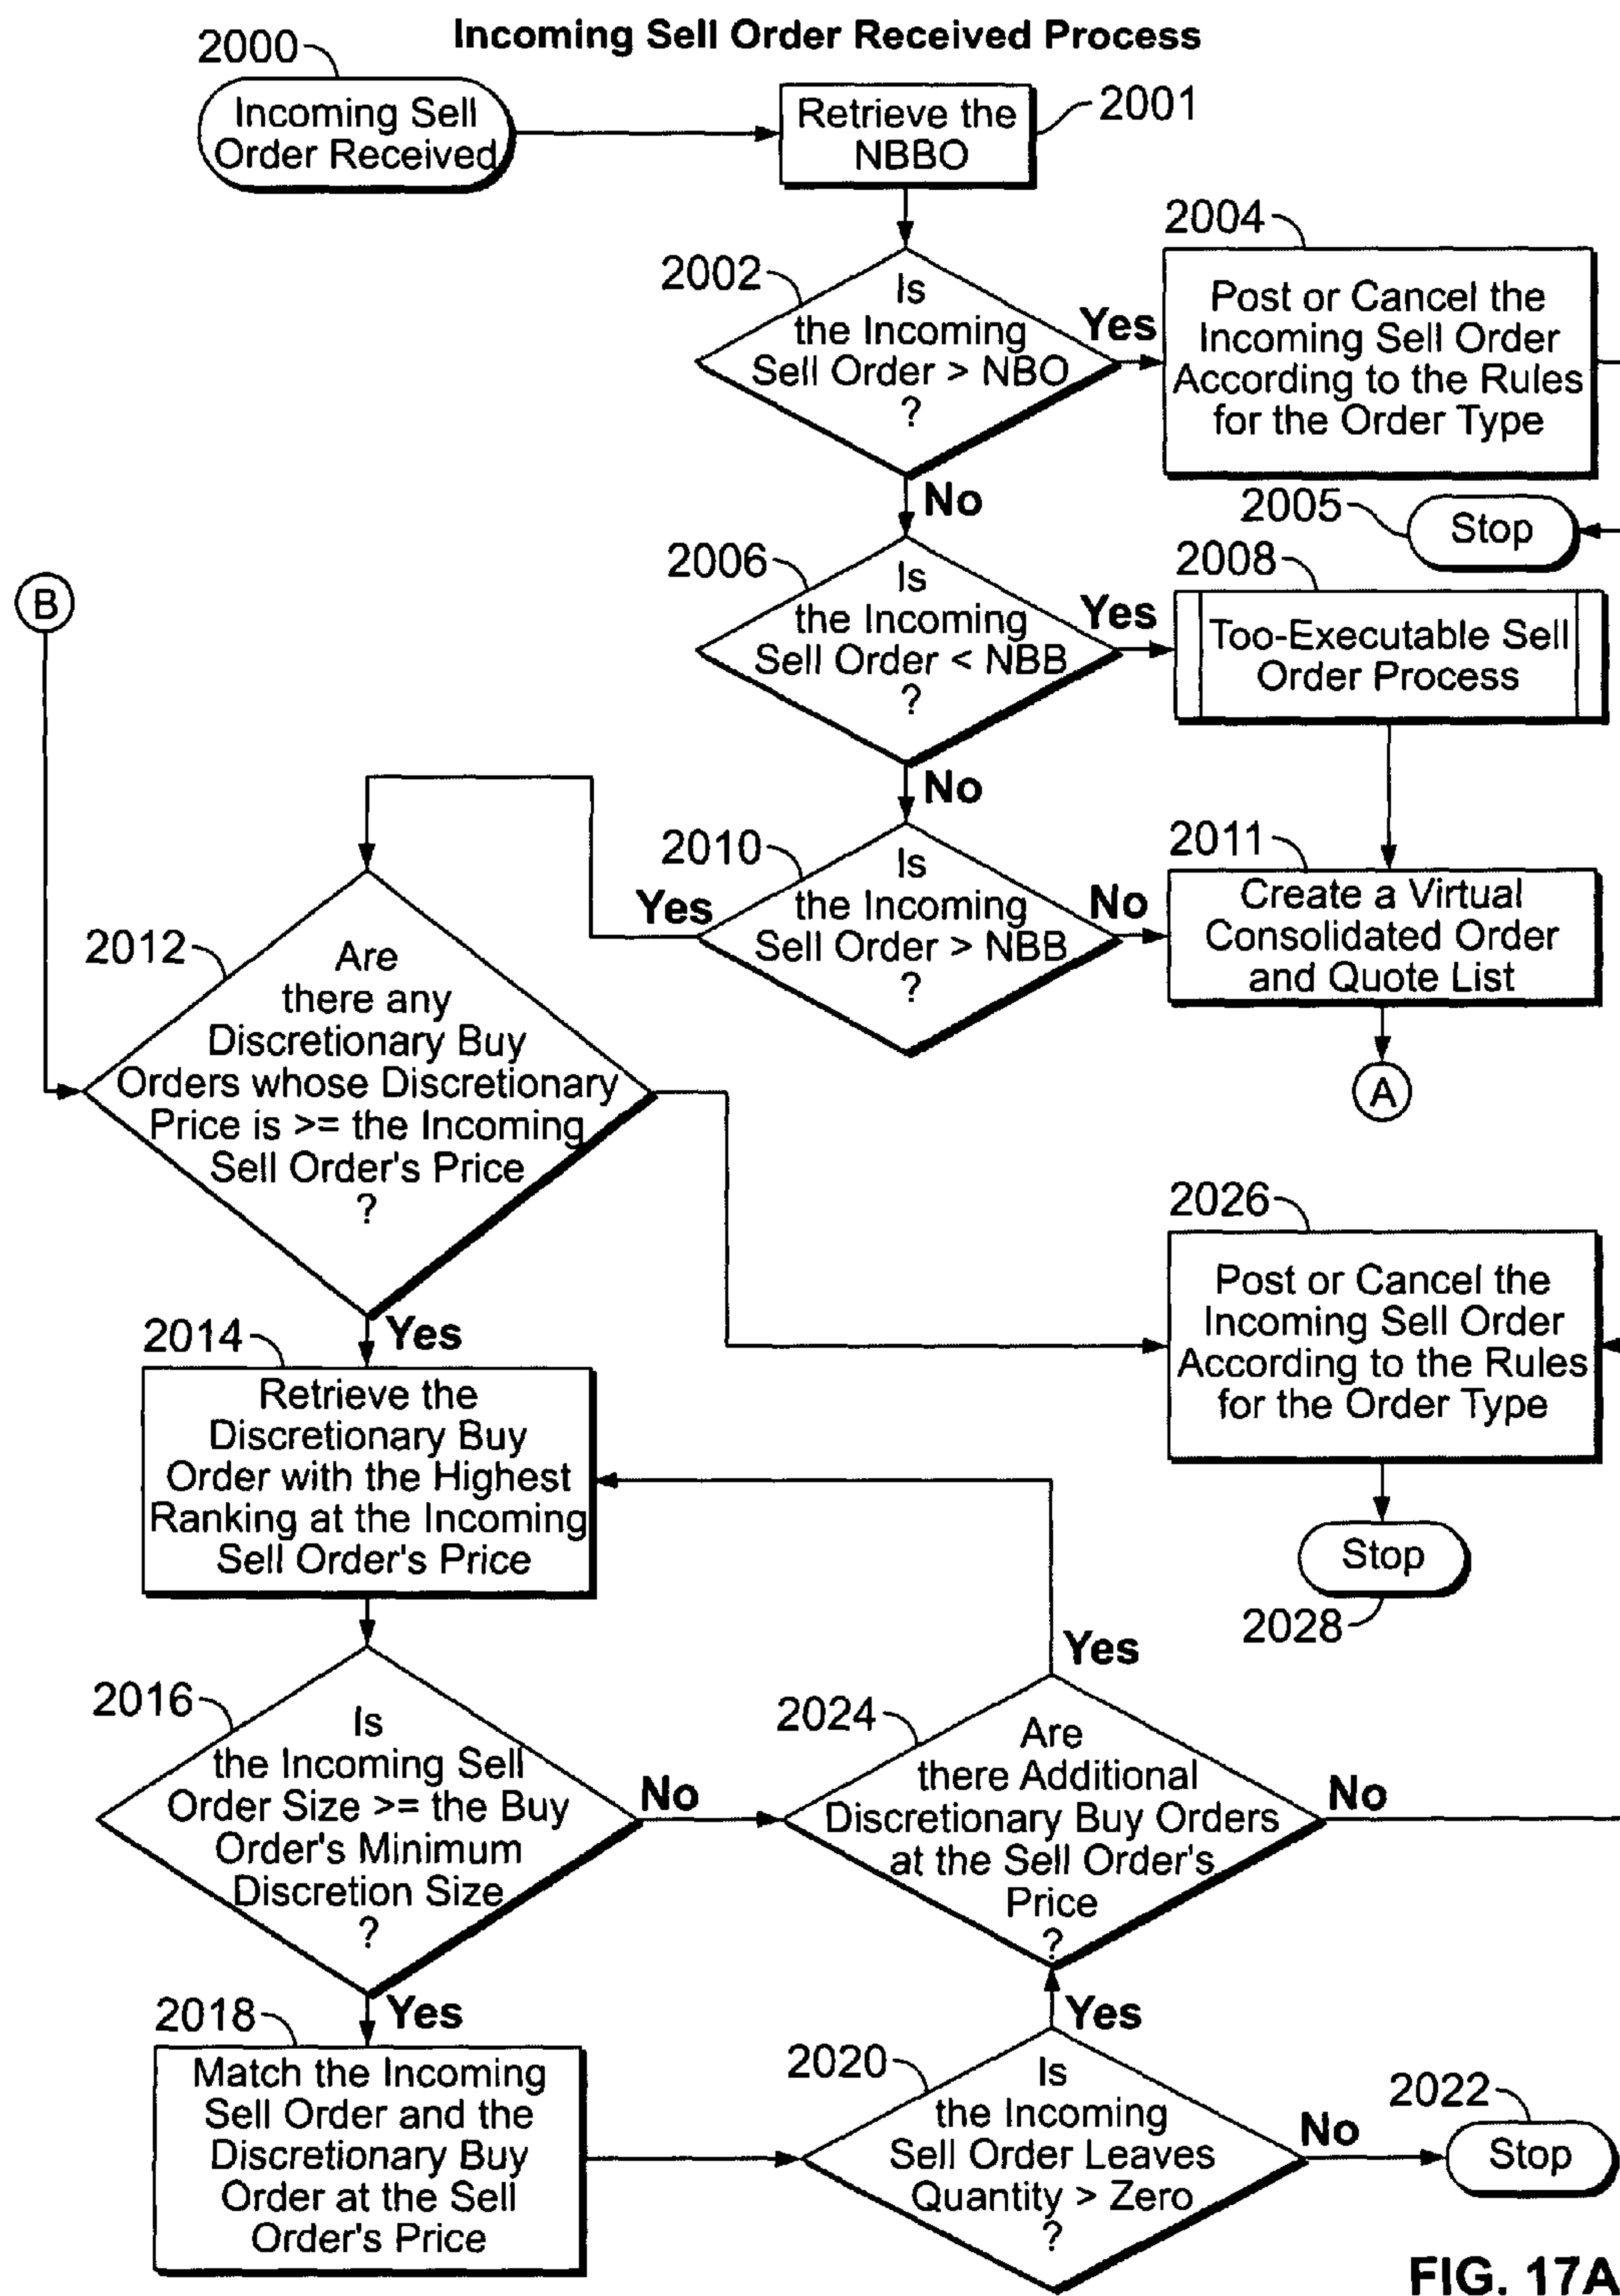 Incoming Sell Order Received Process
2000
Incoming Sell
Order Received
Retrieve the
NBBO
2001
2002
Is
the Incoming
Sell Order > NBO
?
Yes
2004
Post or Cancel the
Incoming Sell Order
According to the Rules
for the Order Type
No
2005
Stop
2006
Is
the Incoming
Sell Order < NBB
?
Yes
2008
Too-Executable Sell
Order Process
B
No
2010
Is
the Incoming
Sell Order > NBB
?
Yes
No
2011
Create a Virtual
Consolidated Order
and Quote List
A
2012
Are
there any
Discretionary Buy
Orders whose Discretionary
Price is >= the Incoming
Sell Order's Price
?
Yes
2026
Post or Cancel the
Incoming Sell Order
According to the Rules
for the Order Type
Stop
2028
2014
Retrieve the
Discretionary Buy
Order with the Highest
Ranking at the Incoming
Sell Order's Price
2016
Is
the Incoming Sell
Order Size >= the Buy
Order's Minimum
Discretion Size
?
No
Yes
2024
Are
there Additional
Discretionary Buy Orders
at the Sell Order's
Price
?
Yes
No
2018
Match the Incoming
Sell Order and the
Discretionary Buy
Order at the Sell
Order's Price
2020
Is
the Incoming
Sell Order Leaves
Quantity > Zero
?
Yes
No
2022
Stop
FIG. 17A